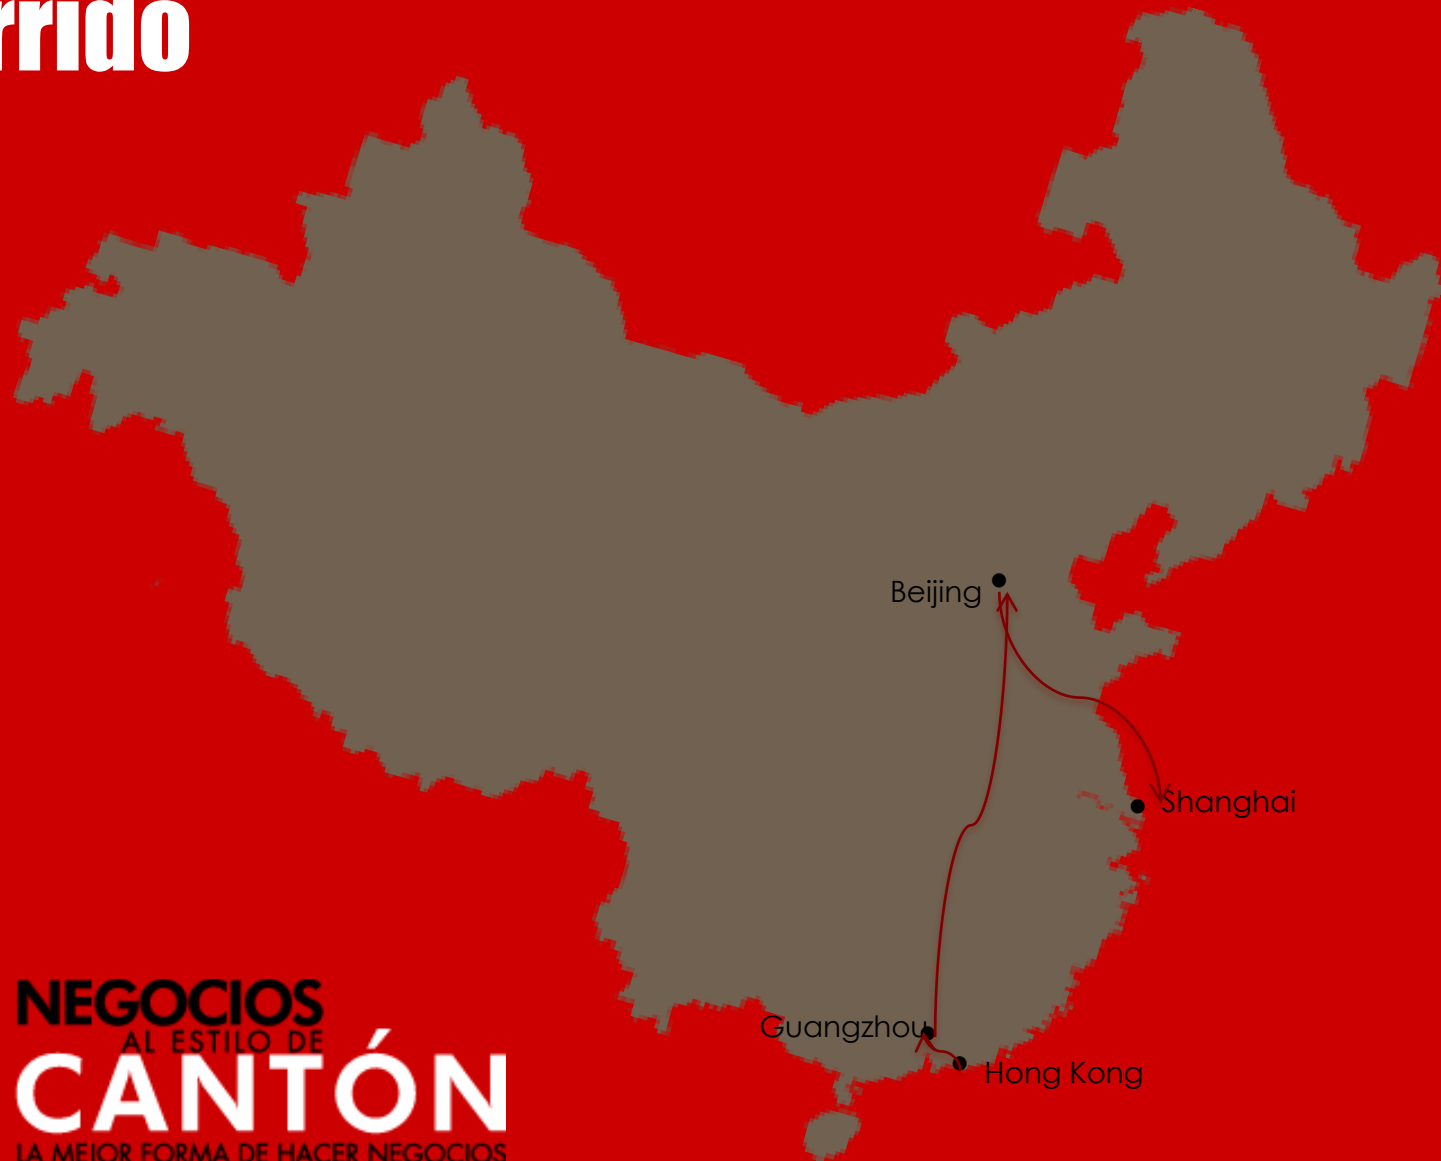 rrido
Beijing
Shanghai
Guangzhou
Hong Kong
NEGOCIOS
AL ESTILO DE
CANTÓN
LA MEJOR FORMA DE HACER NEGOCIOS